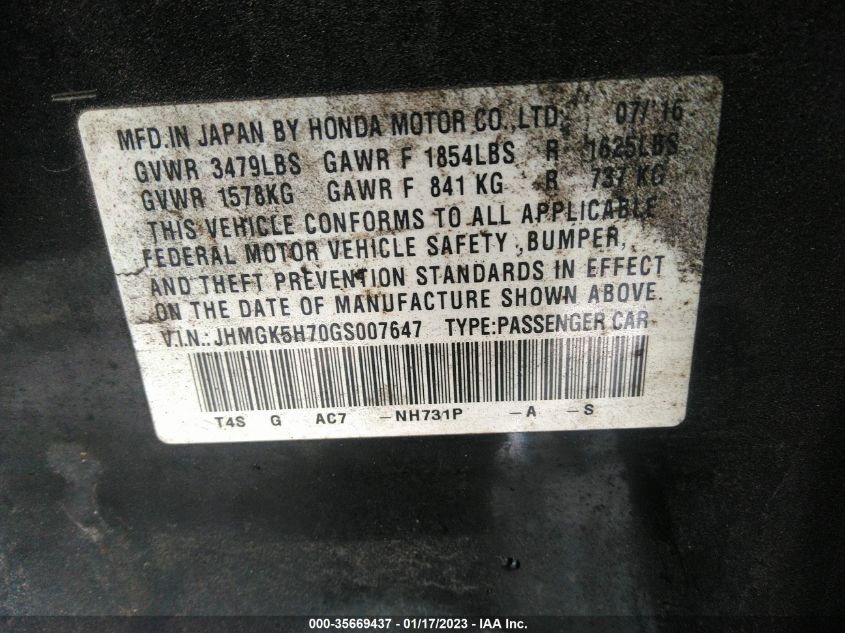 MFD.IN JAPAN BY HONDA MOTOR CO.,LTD. 07/'16
GVWR 3479LBS GAWR F 1854LBS R 1625LBS
GVWR 1578KG GAWR F 841 KG R 737 KG
THIS VEHICLE CONFORMS TO ALL APPLICABLE
FEDERAL MOTOR VEHICLE SAFETY ,BUMPER,
AND THEFT PREVENTION STANDARDS IN EFFECT
ON THE DATE OF MANUFACTURE SHOWN ABOVE.
V.I.N.:JHMGK5H70GS007647 TYPE:PASSENGER CAR
T4S G AC7 -NH731P -A -S
000-35669437 - 01/17/2023 - IAA Inc.